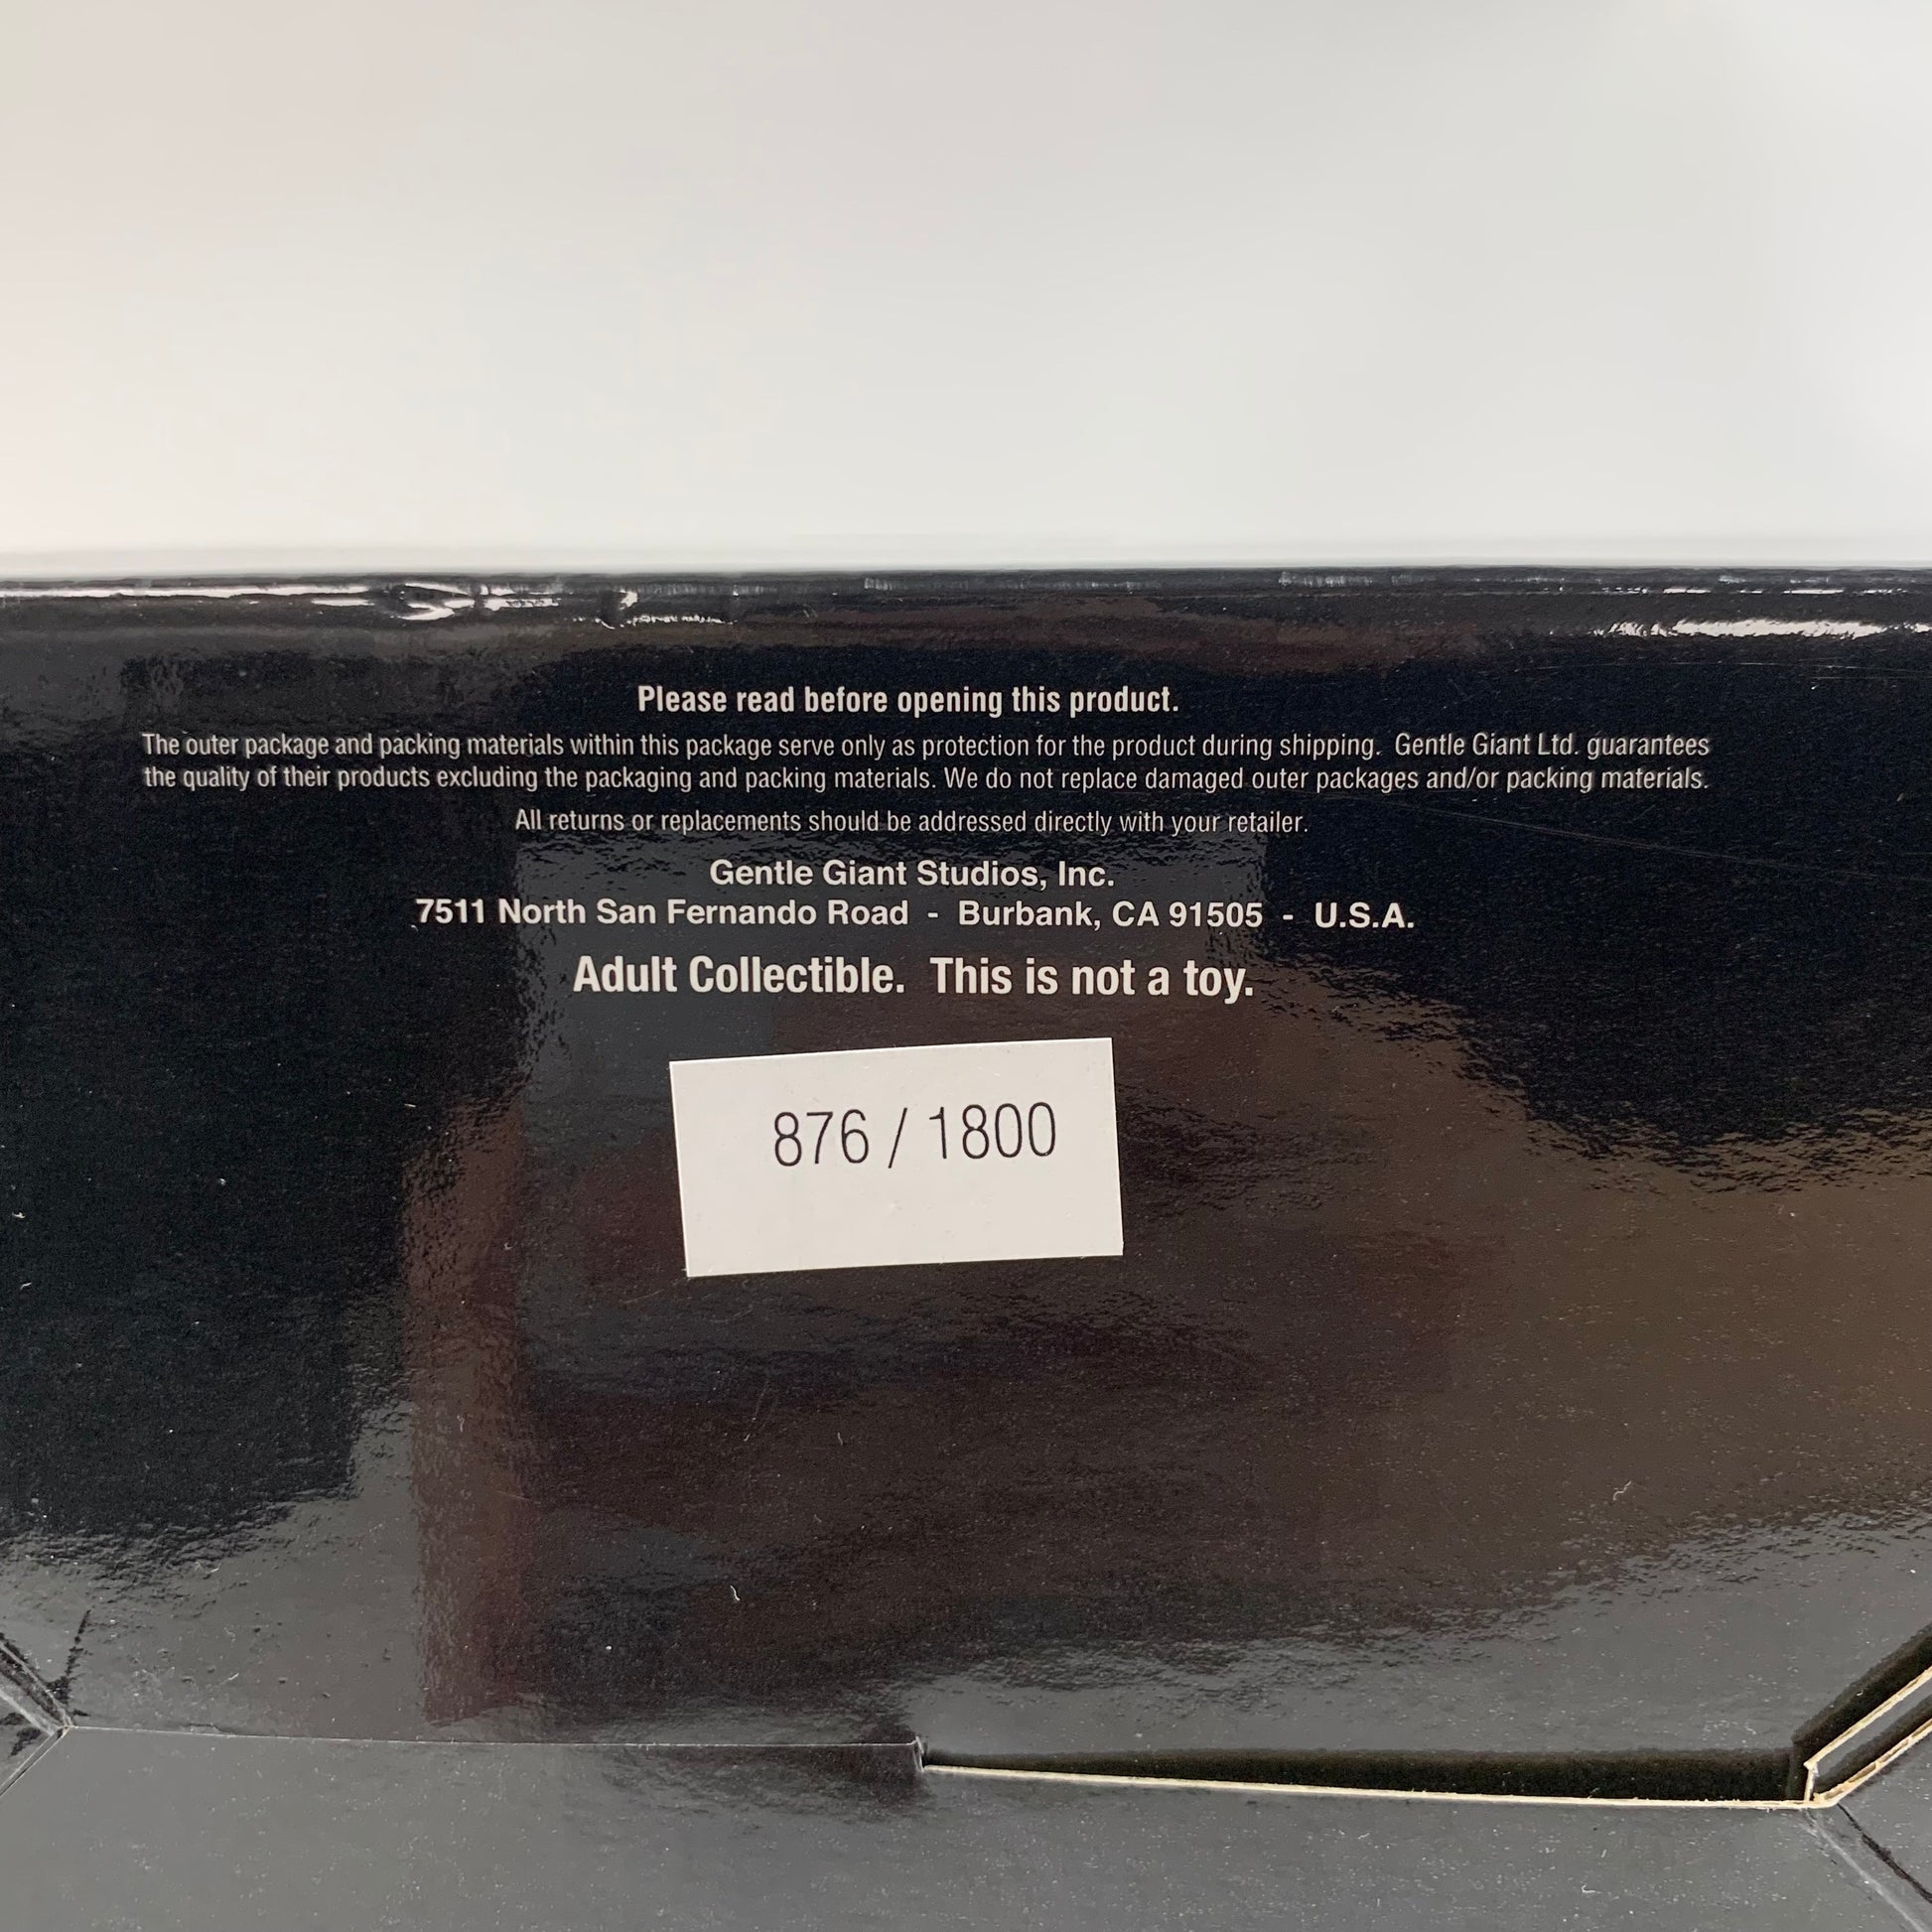 Please read before opening this product.
The outer package and packing materials within this package serve only as protection for the product during shipping.  Gentle Giant Ltd. guarantees
the quality of their products excluding the packaging and packing materials. We do not replace damaged outer packages and/or packing materials.
All returns or replacements should be addressed directly with your retailer.
Gentle Giant Studios, Inc.
7511 North San Fernando Road  -  Burbank, CA 91505  -  U.S.A.
Adult Collectible.  This is not a toy.
876 / 1800